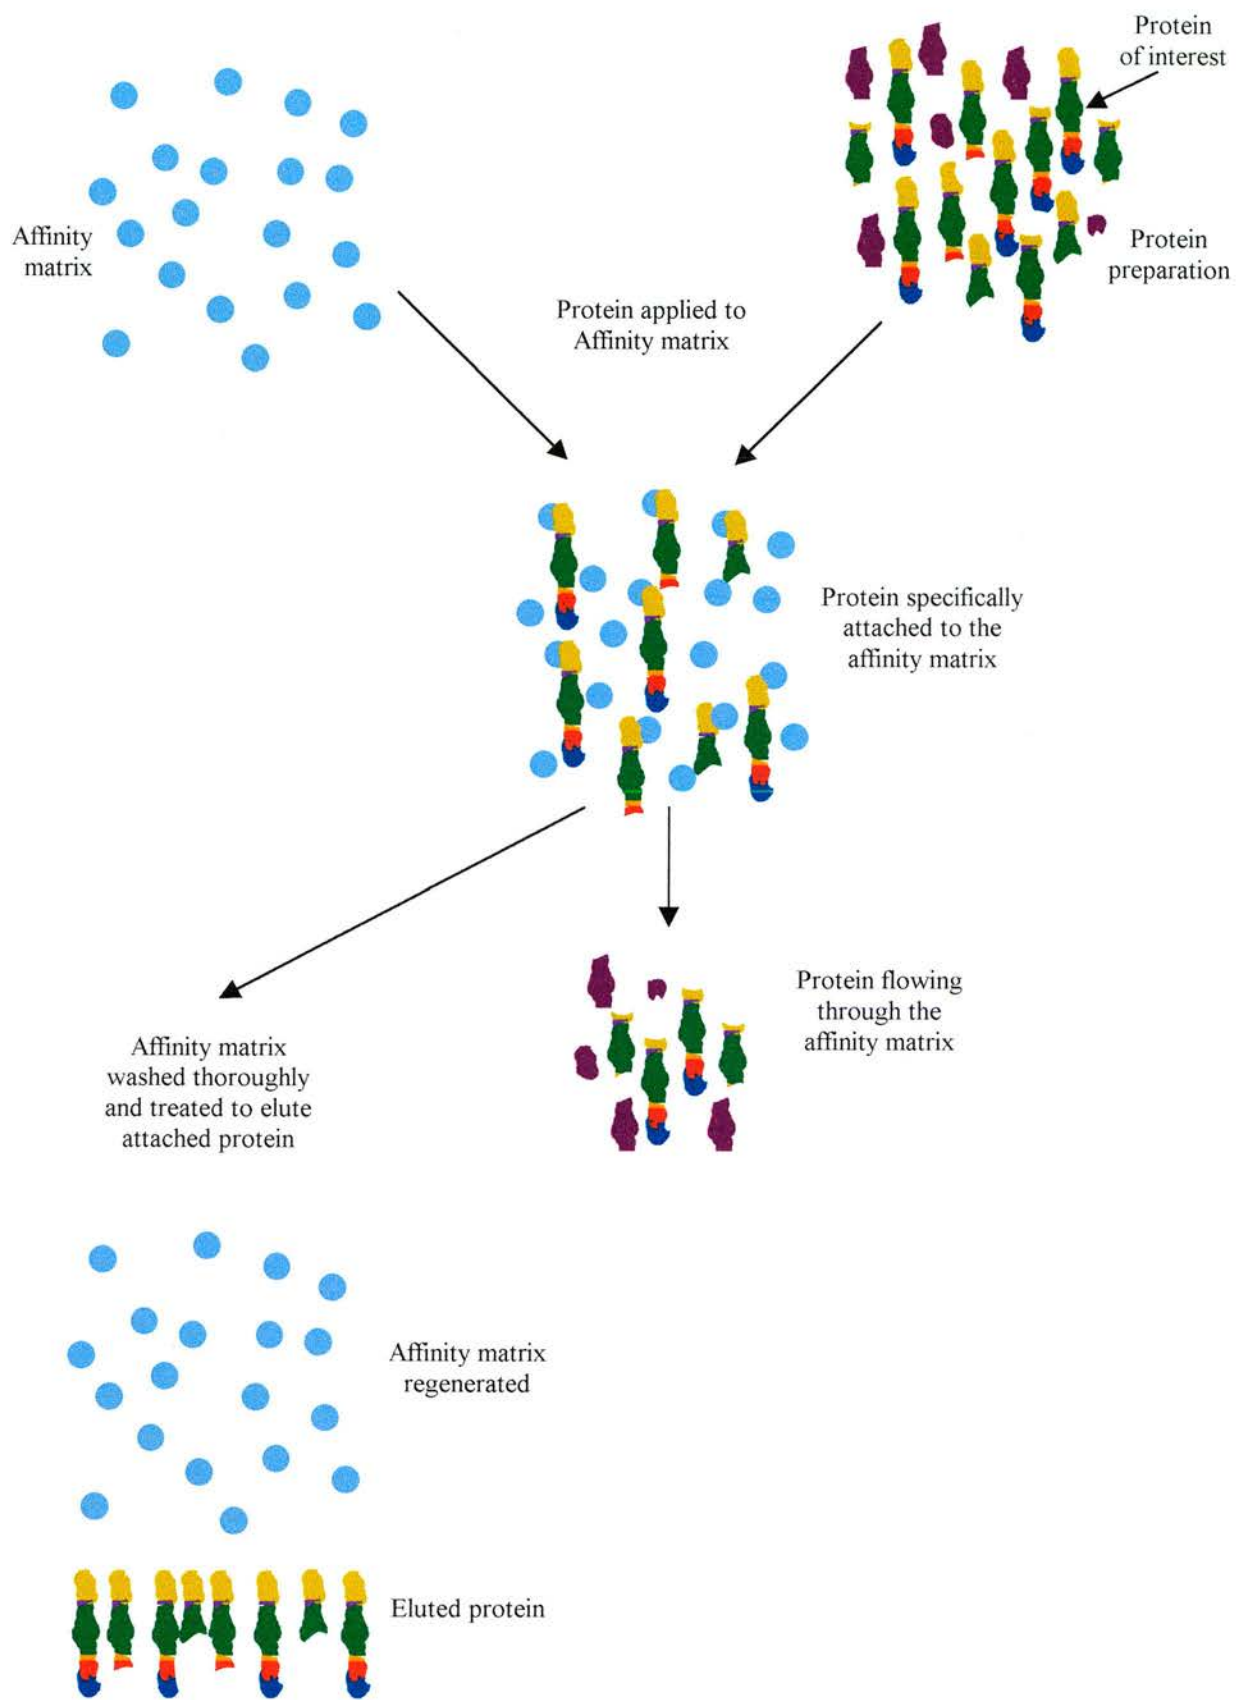 Protein
of interest
Affinity
matrix
Protein
preparation
Protein applied to
Affinity matrix
Protein specifically
attached to the
affinity matrix
Protein flowing
through the
affinity matrix
Affinity matrix
washed thoroughly
and treated to elute
attached protein
Affinity matrix
regenerated
Eluted protein